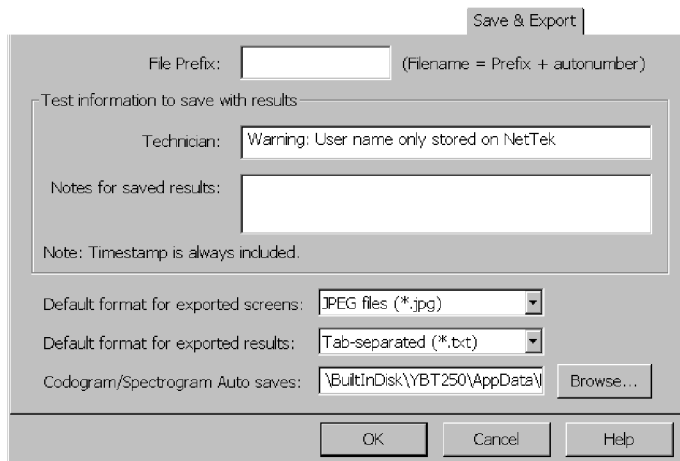 Save & Export
File Prefix: (Filename = Prefix + autonumber)
Test information to save with results
Technician: Warning: User name only stored on NetTek
Notes for saved results:
Note: Timestamp is always included.
Default format for exported screens: JPEG files (*.jpg)
Default format for exported results: Tab-separated (*.txt)
Codogram/Spectrogram Auto saves: \BuiltInDisk\YBT250\AppData\ Browse...
OK Cancel Help